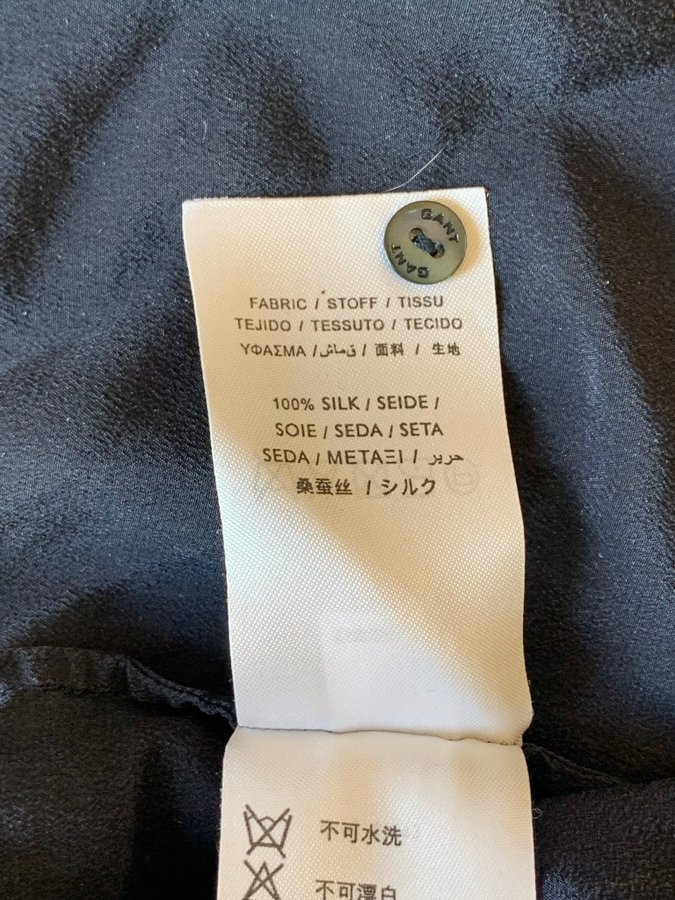 GANT
GANT
FABRIC / STOFF / TISSU
TEJIDO / TESSUTO / TECIDO
ΥΦΑΣΜΑ / قماش / 面料 / 生地
100% SILK / SEIDE /
SOIE / SEDA / SETA
SEDA / ΜΕΤΑΞΙ / حرير
桑蚕丝 / シルク
不可水洗
不可漂白